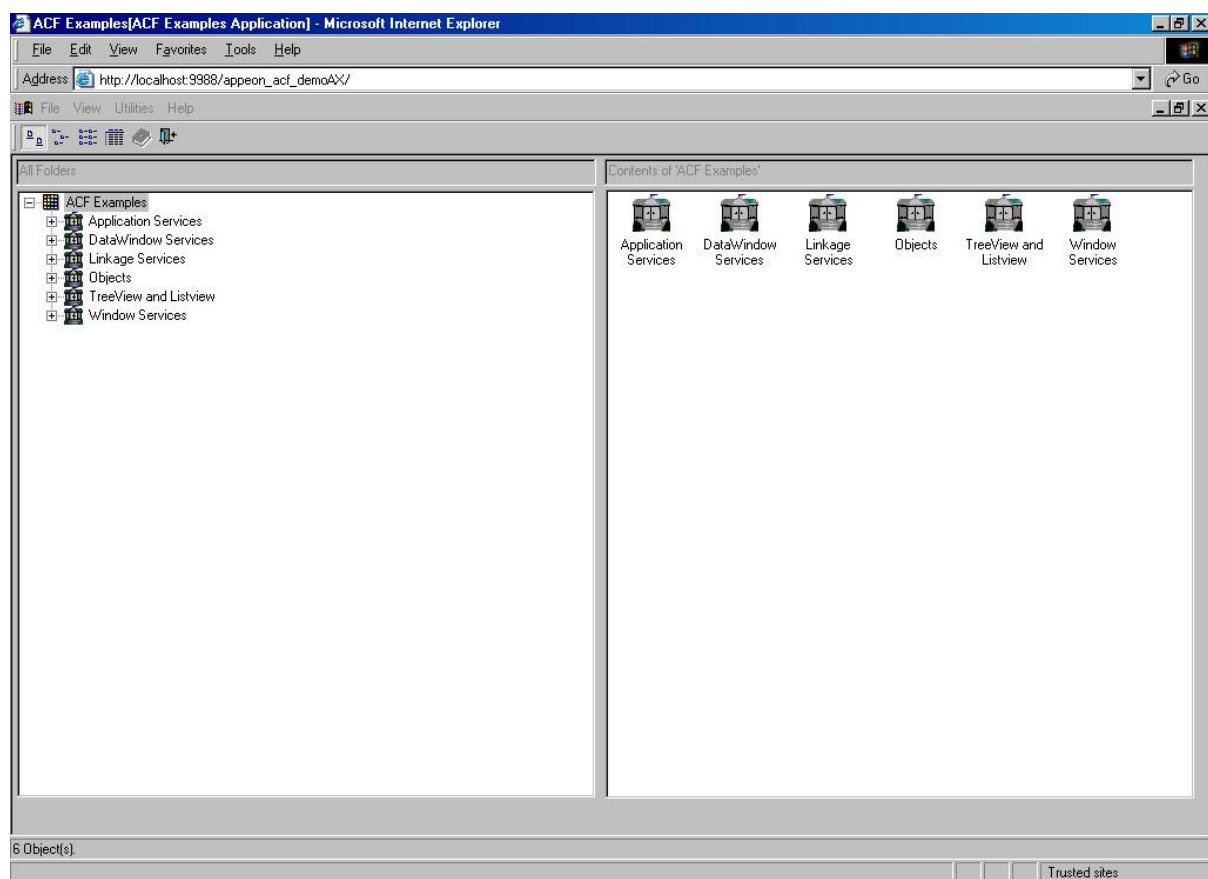 ACF Examples[ACF Examples Application] - Microsoft Internet Explorer
File Edit View Favorites Tools Help
Address http://localhost:9988/appeon_acf_demoAX/ Go
File View Utilities Help
All Folders
Contents of 'ACF Examples'
ACF Examples
Application Services
DataWindow Services
Linkage Services
Objects
TreeView and Listview
Window Services
Application
Services
DataWindow
Services
Linkage
Services
Objects
TreeView and
Listview
Window
Services
6 Object(s).
Trusted sites